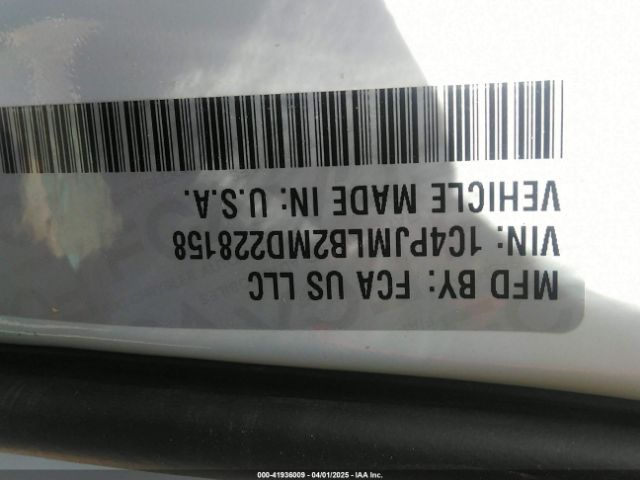 MFD BY: FCA US LLC
VIN: 1C4PJMLB2MD228158
VEHICLE MADE IN: U.S.A.
000-41936009 - 04/01/2025 - IAA Inc.